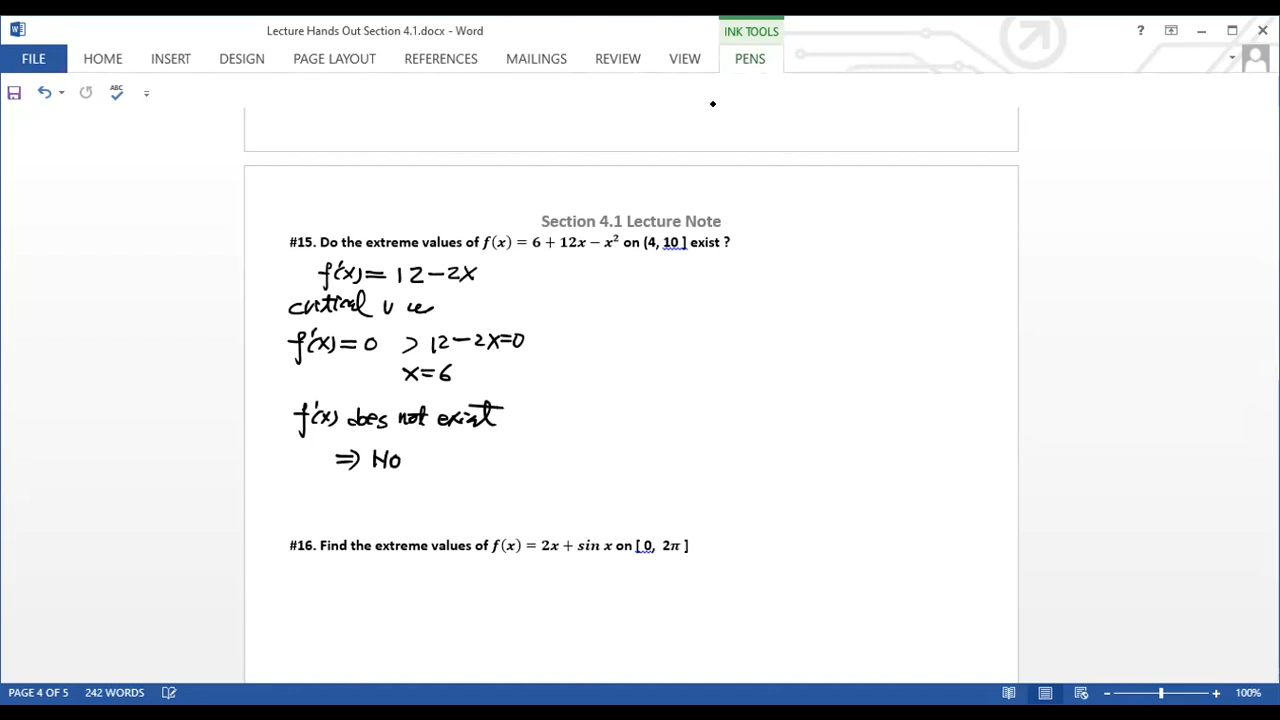 Lecture Hands Out Section 4.1.docx - Word
INK TOOLS
FILE HOME INSERT DESIGN PAGE LAYOUT REFERENCES MAILINGS REVIEW VIEW PENS
ABC
Section 4.1 Lecture Note
#15. Do the extreme values of f(x) = 6 + 12x − x² on (4, 10 ] exist ?
f'(x) = 12 − 2x
critical
f'(x) = 0 > 12 − 2x = 0
x = 6
f'(x) does not exist
⇒ No
#16. Find the extreme values of f(x) = 2x + sin x on [ 0, 2π ]
PAGE 4 OF 5 242 WORDS 100%